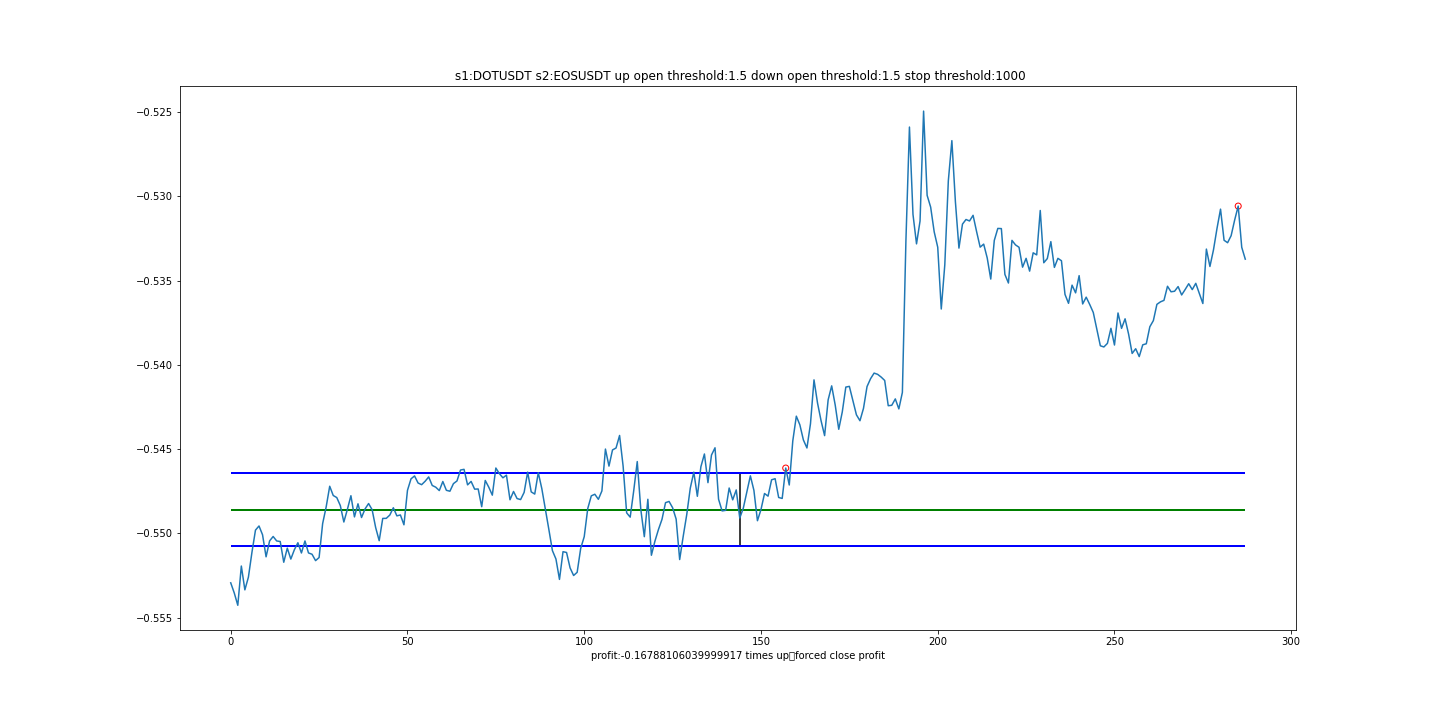 s1:DOTUSDT s2:EOSUSDT up open threshold:1.5 down open threshold:1.5 stop threshold:1000
−0.525
−0.530
−0.535
−0.540
−0.545
−0.550
−0.555
0 50 100 150 200 250 300
profit:-0.16788106039999917 times up▯forced close profit